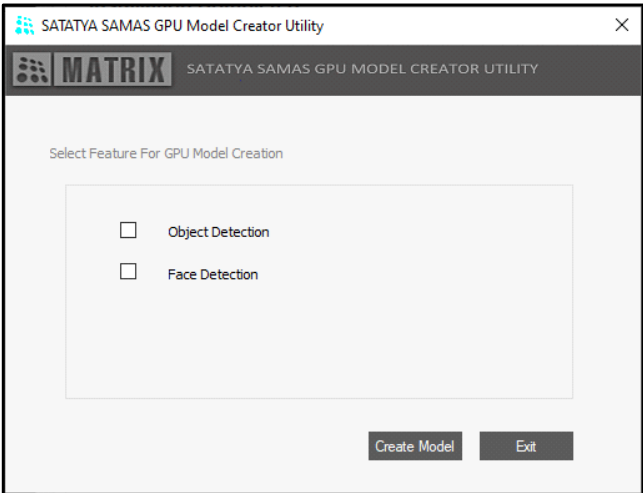 SATATYA SAMAS GPU Model Creator Utility
MATRIX SATATYA SAMAS GPU MODEL CREATOR UTILITY
Select Feature For GPU Model Creation
Object Detection
Face Detection
Create Model Exit